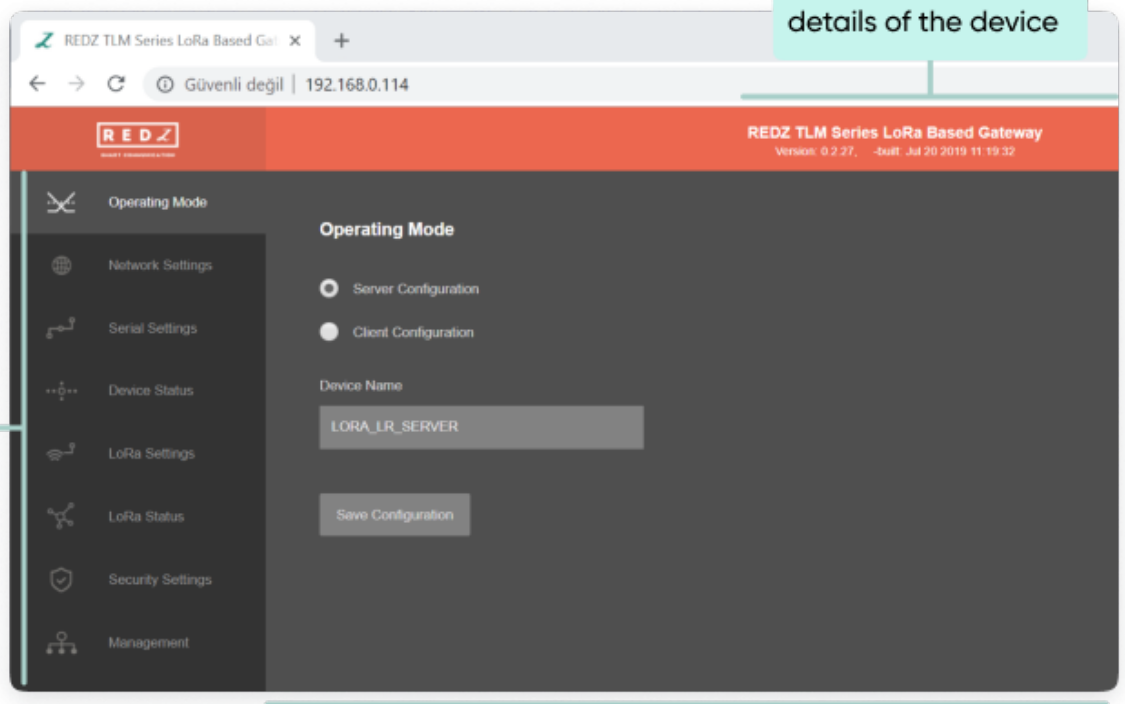 details of the device
REDZ TLM Series LoRa Based Gat
Güvenli değil | 192.168.0.114
REDZ
REDZ TLM Series LoRa Based Gateway
Version: 0.2.27, -built: Jul 20 2019 11:19:32
Operating Mode
Network Settings
Serial Settings
Device Status
LoRa Settings
LoRa Status
Security Settings
Management
Operating Mode
Server Configuration
Client Configuration
Device Name
LORA_LR_SERVER
Save Configuration